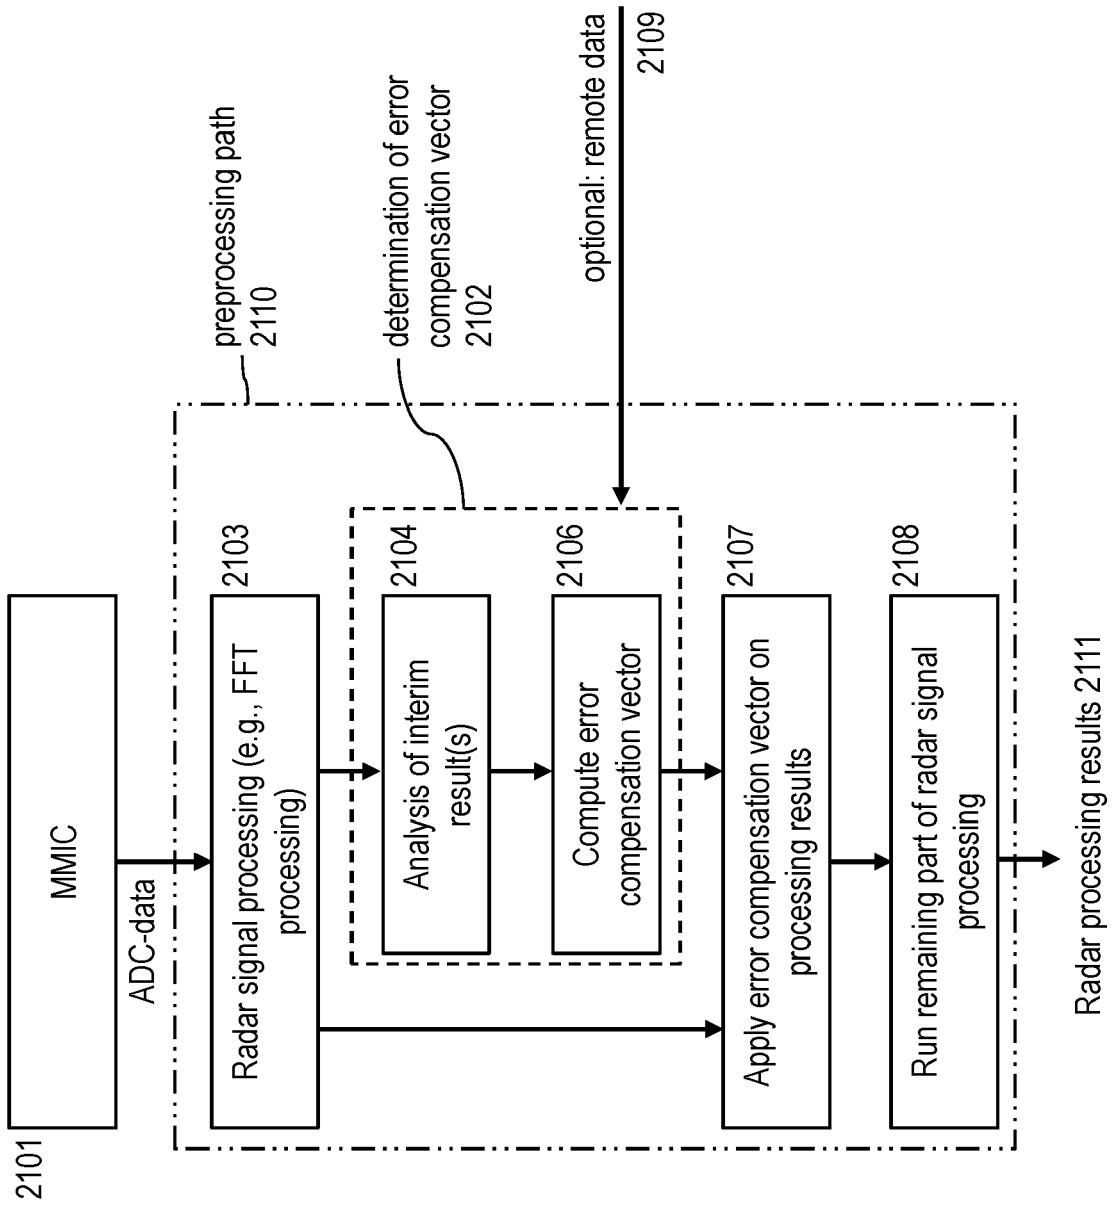 2101
MMIC
ADC-data
preprocessing path
2110
Radar signal processing (e.g., FFT
processing)
2103
determination of error
compensation vector
2102
Analysis of interim
result(s)
2104
Compute error
compensation vector
2106
optional: remote data
2109
Apply error compensation vector on
processing results
2107
Run remaining part of radar signal
processing
2108
Radar processing results 2111